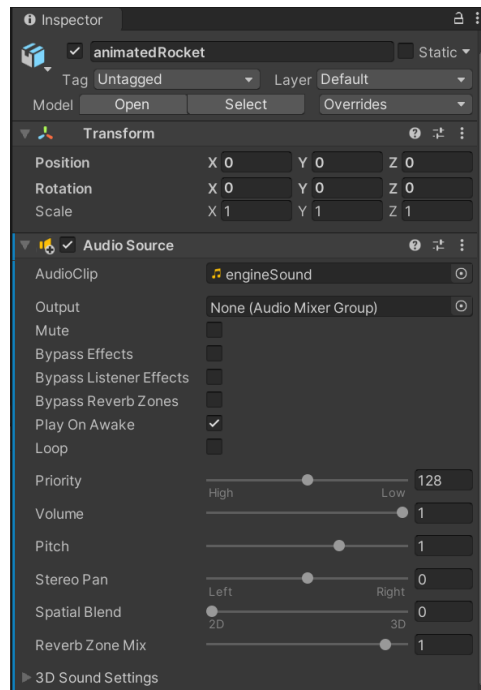 Inspector
animatedRocket Static
Tag Untagged Layer Default
Model Open Select Overrides
Transform
Position X 0 Y 0 Z 0
Rotation X 0 Y 0 Z 0
Scale X 1 Y 1 Z 1
Audio Source
AudioClip engineSound
Output None (Audio Mixer Group)
Mute
Bypass Effects
Bypass Listener Effects
Bypass Reverb Zones
Play On Awake
Loop
Priority 128
High Low
Volume 1
Pitch 1
Stereo Pan 0
Left Right
Spatial Blend 0
2D 3D
Reverb Zone Mix 1
3D Sound Settings